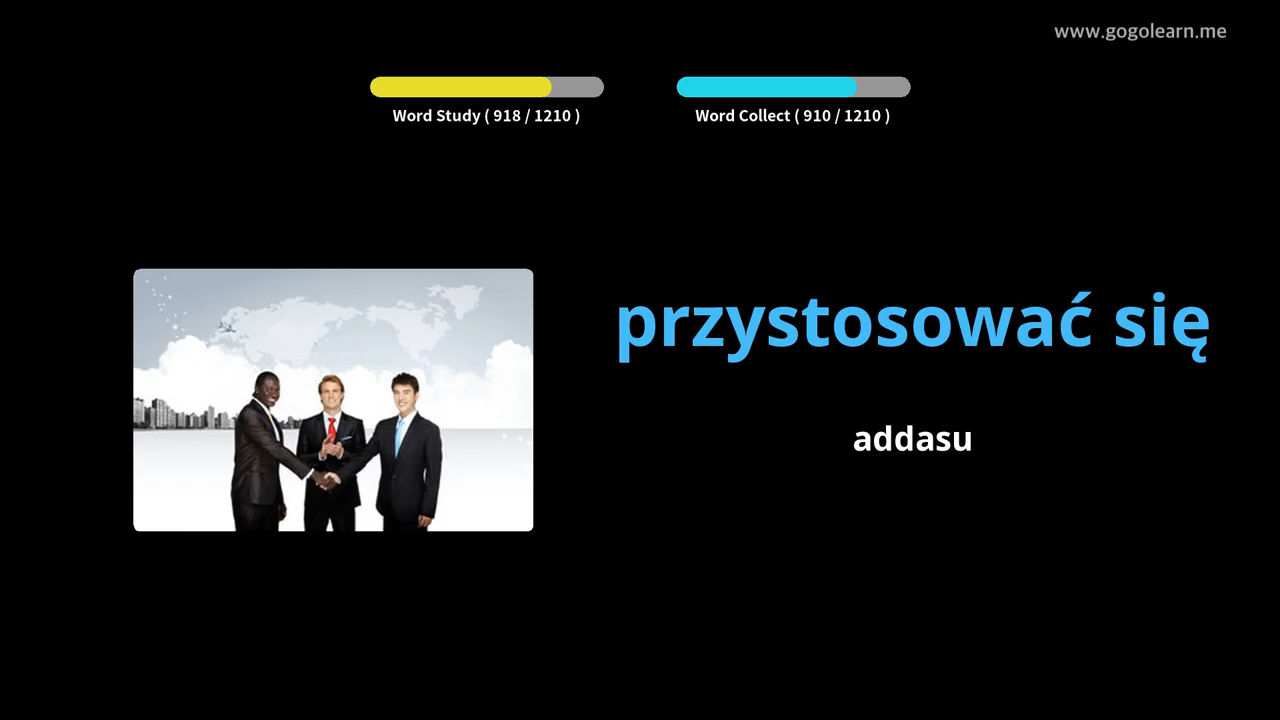 www.gogolearn.me
Word Study ( 918 / 1210 )
Word Collect ( 910 / 1210 )
przystosować się
addasu